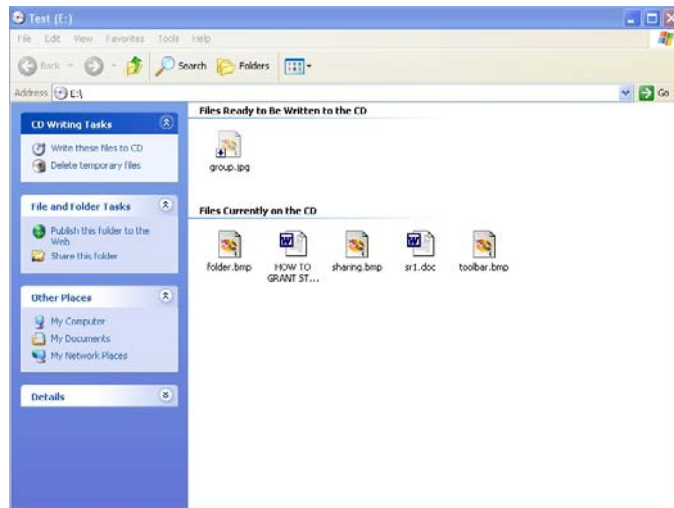 Test (E:)
File Edit View Favorites Tools Help
Back Search Folders
Address E:\ Go
CD Writing Tasks
Write these files to CD
Delete temporary files
File and Folder Tasks
Publish this folder to the
Web
Share this folder
Other Places
My Computer
My Documents
My Network Places
Details
Files Ready to Be Written to the CD
group.jpg
Files Currently on the CD
folder.bmp HOW TO sharing.bmp sr1.doc toolbar.bmp
GRANT ST...